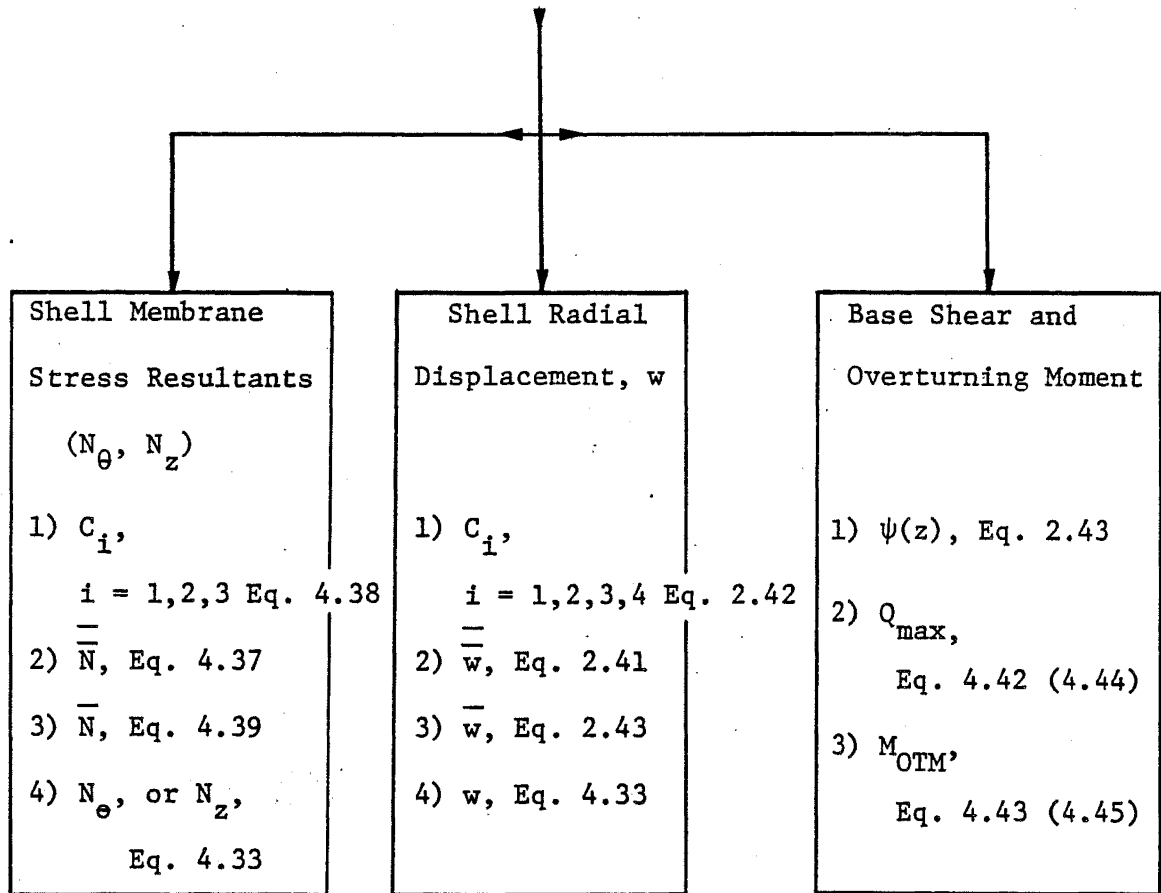 Shell Membrane
Stress Resultants
(N_θ, N_z)
1) C_i,
i = 1,2,3 Eq. 4.38
2) N̿, Eq. 4.37
3) N̅, Eq. 4.39
4) N_θ, or N_z,
Eq. 4.33
Shell Radial
Displacement, w
1) C_i,
i = 1,2,3,4 Eq. 2.42
2) w̿, Eq. 2.41
3) w̅, Eq. 2.43
4) w, Eq. 4.33
Base Shear and
Overturning Moment
1) ψ(z), Eq. 2.43
2) Q_max,
Eq. 4.42 (4.44)
3) M_OTM,
Eq. 4.43 (4.45)